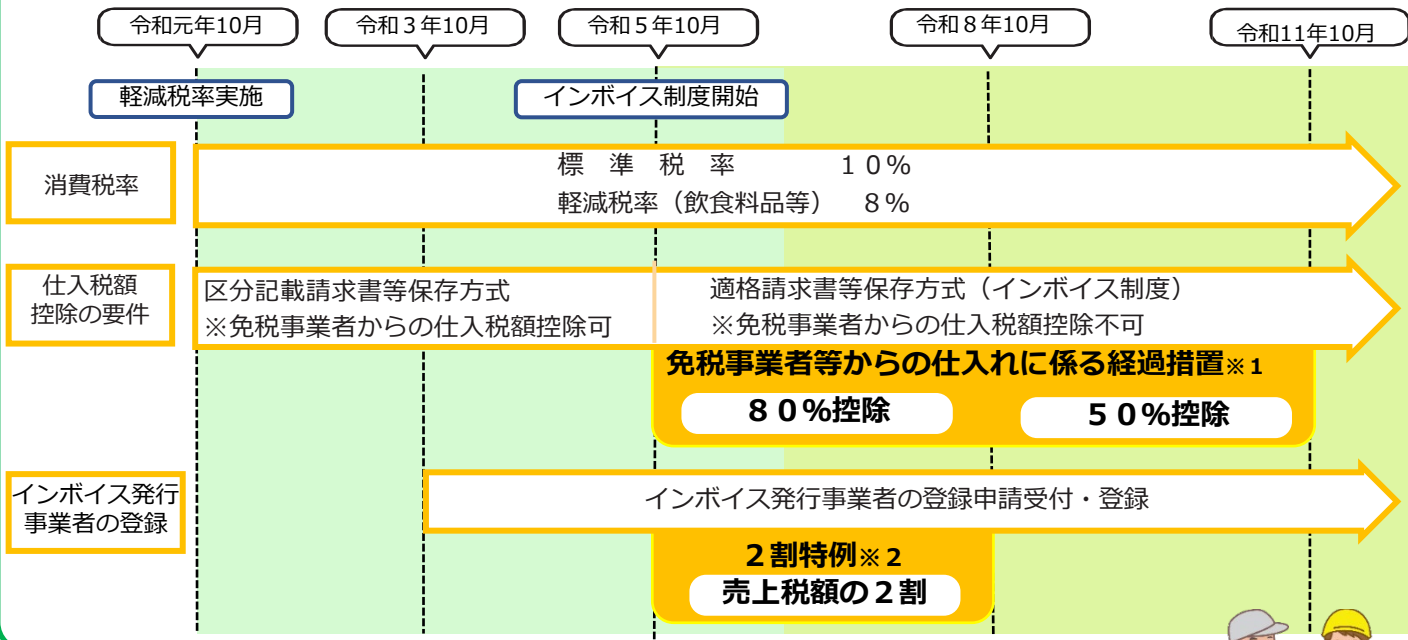 令和元年10月
令和３年10月
令和５年10月
令和８年10月
令和11年10月
軽減税率実施
インボイス制度開始
消費税率
標　準　税　率　　　　１０％
軽減税率（飲食料品等）　８％
仕入税額
控除の要件
区分記載請求書等保存方式
※免税事業者からの仕入税額控除可
適格請求書等保存方式（インボイス制度）
※免税事業者からの仕入税額控除不可
免税事業者等からの仕入れに係る経過措置※１
８０％控除
５０％控除
インボイス発行
事業者の登録
インボイス発行事業者の登録申請受付・登録
２割特例※２
売上税額の２割